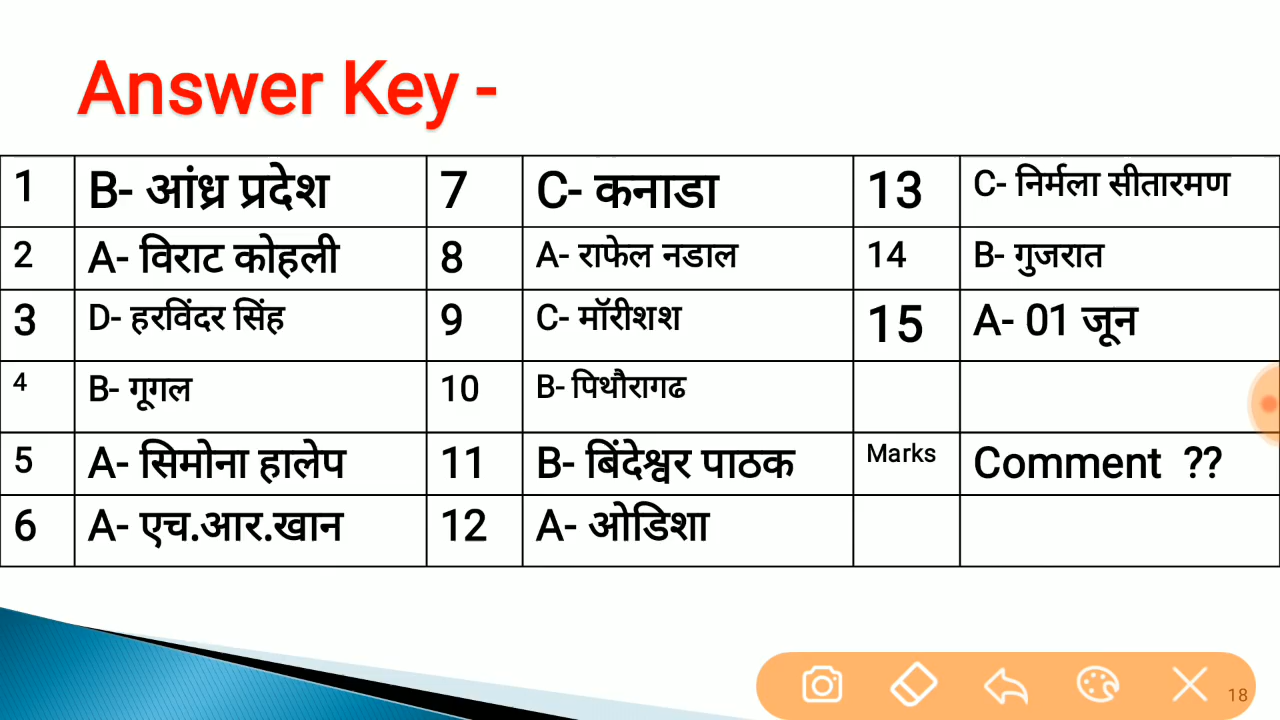 Answer Key -
1 B- आंध्र प्रदेश 7 C- कनाडा 13 C- निर्मला सीतारमण
2 A- विराट कोहली 8 A- राफेल नडाल 14 B- गुजरात
3 D- हरविंदर सिंह 9 C- मॉरीशश 15 A- 01 जून
4 B- गूगल 10 B- पिथौरागढ
5 A- सिमोना हालेप 11 B- बिंदेश्वर पाठक Marks Comment ??
6 A- एच.आर.खान 12 A- ओडिशा
18